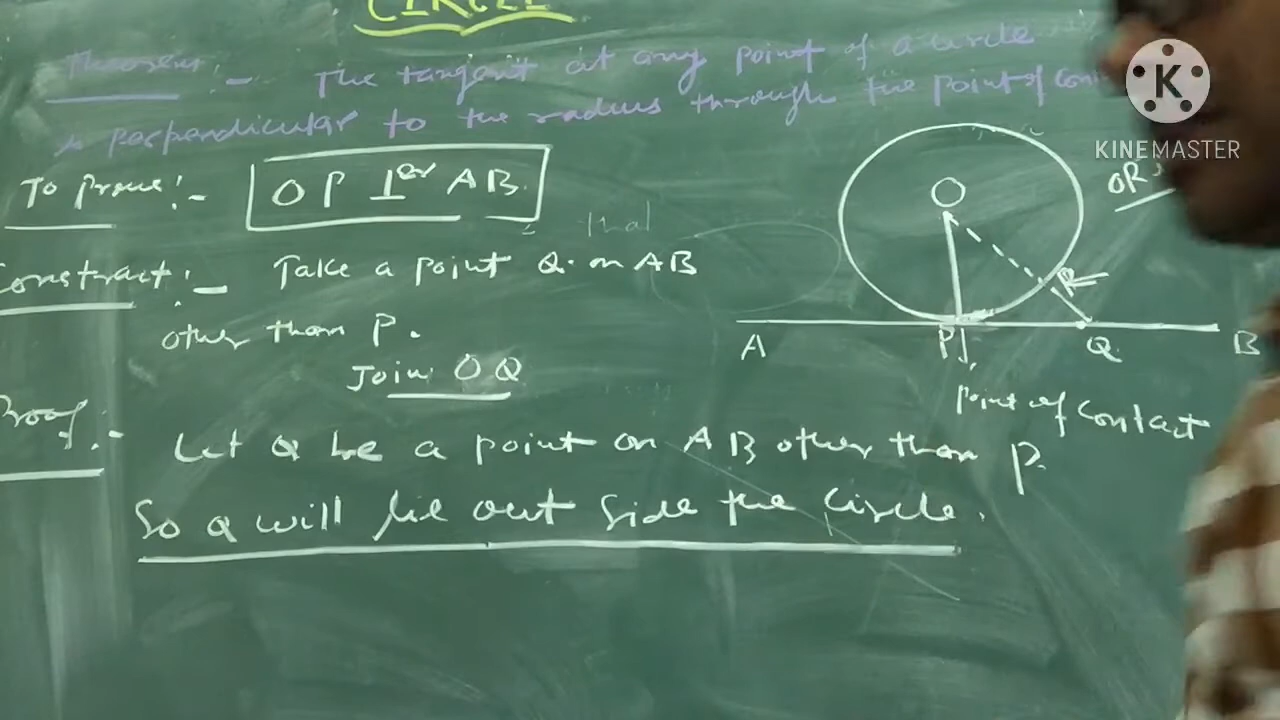 CIRCLE
Theorem :- The tangent at any point of a circle
is perpendicular to the radius through the point of
To Prove :- OP ⊥er AB.
Construct :- Take a point Q on AB
other than P.
Join OQ
Proof :- Let Q be a point on AB other than P.
So Q will lie out side the circle.
O
R
A
P
Q
B
Point of Contact
OR
K
KINEMASTER